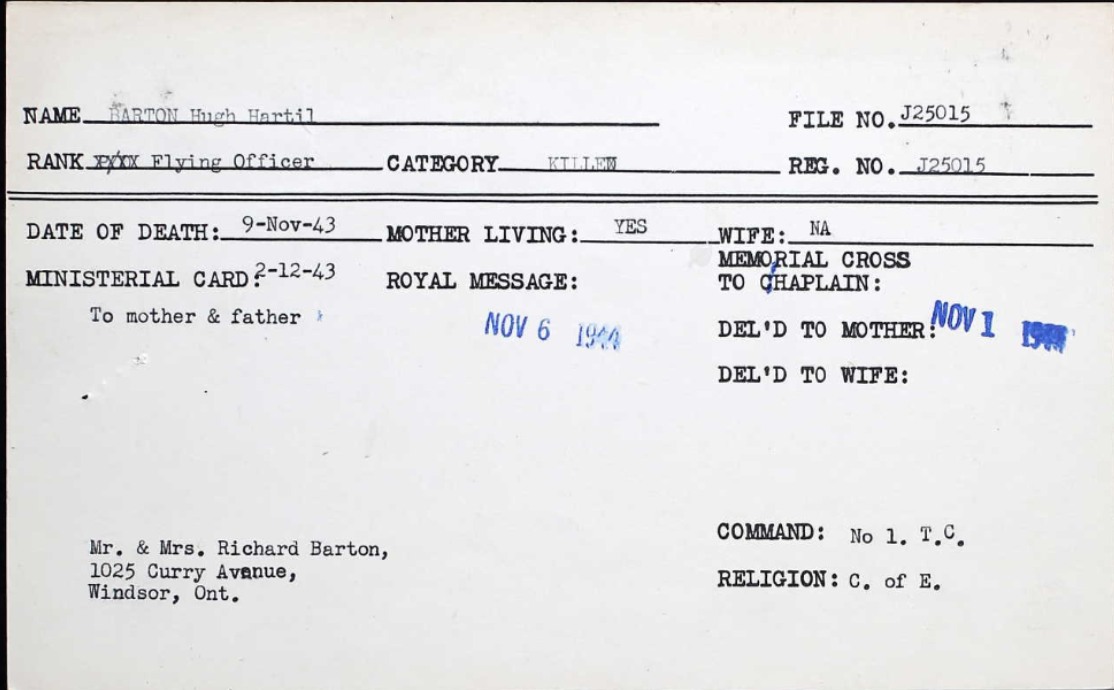 NAME BARTON Hugh Hartil FILE NO. J25015
RANK Flying Officer CATEGORY KILLED REG. NO. J25015
DATE OF DEATH: 9-Nov-43 MOTHER LIVING: YES WIFE: NA
MINISTERIAL CARD: 2-12-43 ROYAL MESSAGE: MEMORIAL CROSS
TO CHAPLAIN:
To mother & father NOV 6 1944 DEL'D TO MOTHER: NOV 1 1944
DEL'D TO WIFE:
Mr. & Mrs. Richard Barton,
1025 Curry Avenue,
Windsor, Ont.
COMMAND: No 1. T.C.
RELIGION: C. of E.